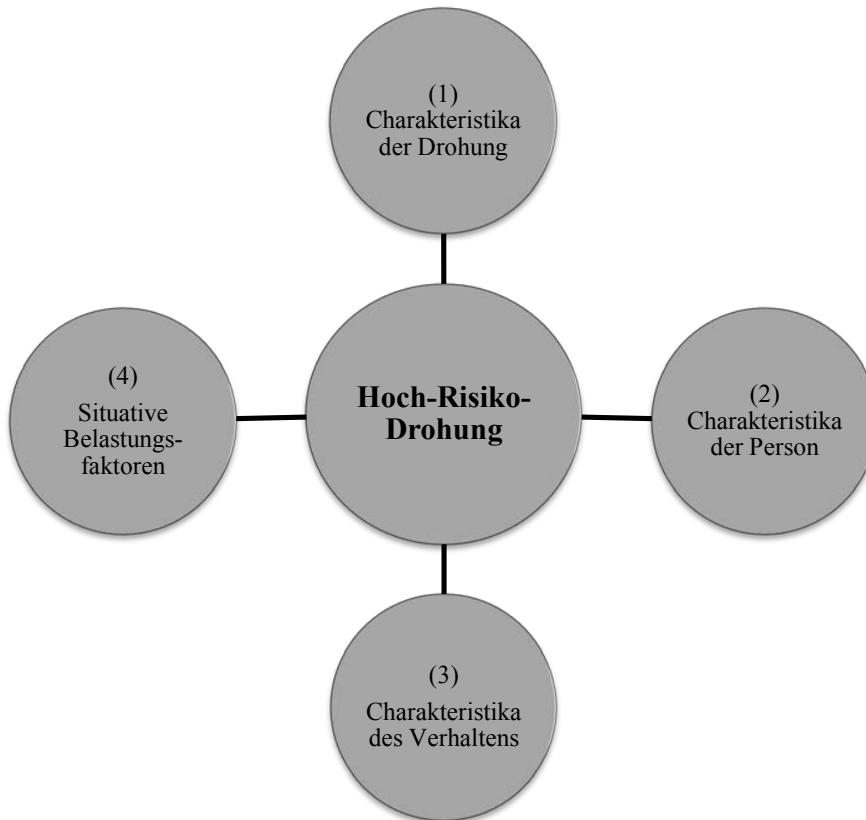 (1)
Charakteristika
der Drohung
(4)
Situative
Belastungs-
faktoren
Hoch-Risiko-
Drohung
(2)
Charakteristika
der Person
(3)
Charakteristika
des Verhaltens